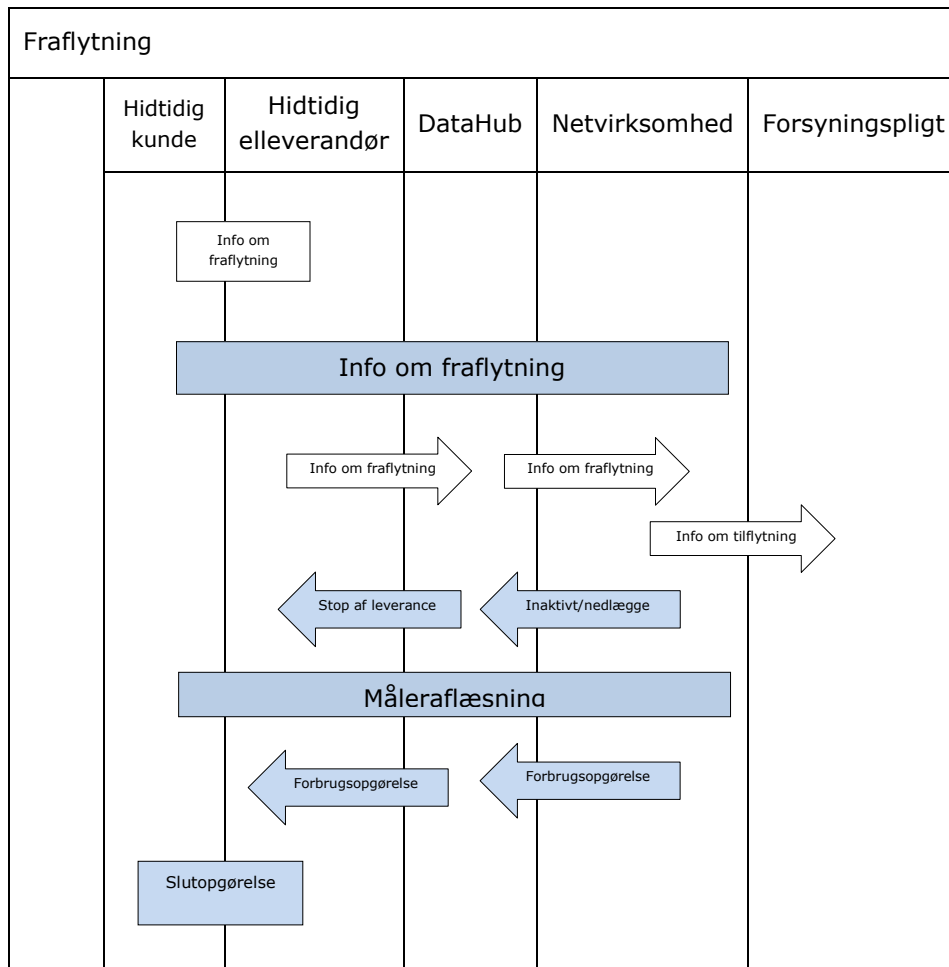 Fraflytning
Hidtidig
kunde
Hidtidig
elleverandør
DataHub
Netvirksomhed
Forsyningspligt
Info om
fraflytning
Info om fraflytning
Info om fraflytning
Info om fraflytning
Info om tilflytning
Stop af leverance
Inaktivt/nedlægge
Måleraflæsning
Forbrugsopgørelse
Forbrugsopgørelse
Slutopgørelse